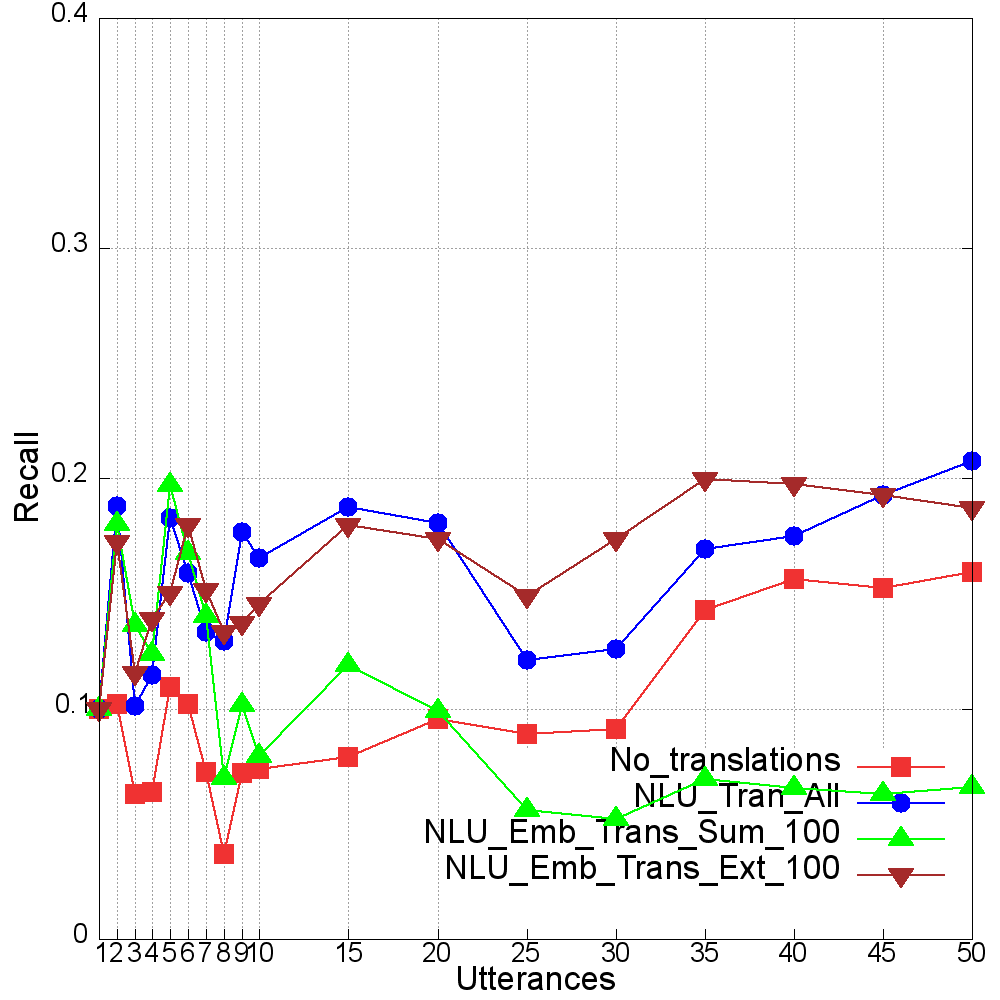 0.4
0.3
0.2
0.1
0
Recall
No_translations
NLU_Tran_All
NLU_Emb_Trans_Sum_100
NLU_Emb_Trans_Ext_100
1 2 3 4 5 6 7 8 9 10 15 20 25 30 35 40 45 50
Utterances